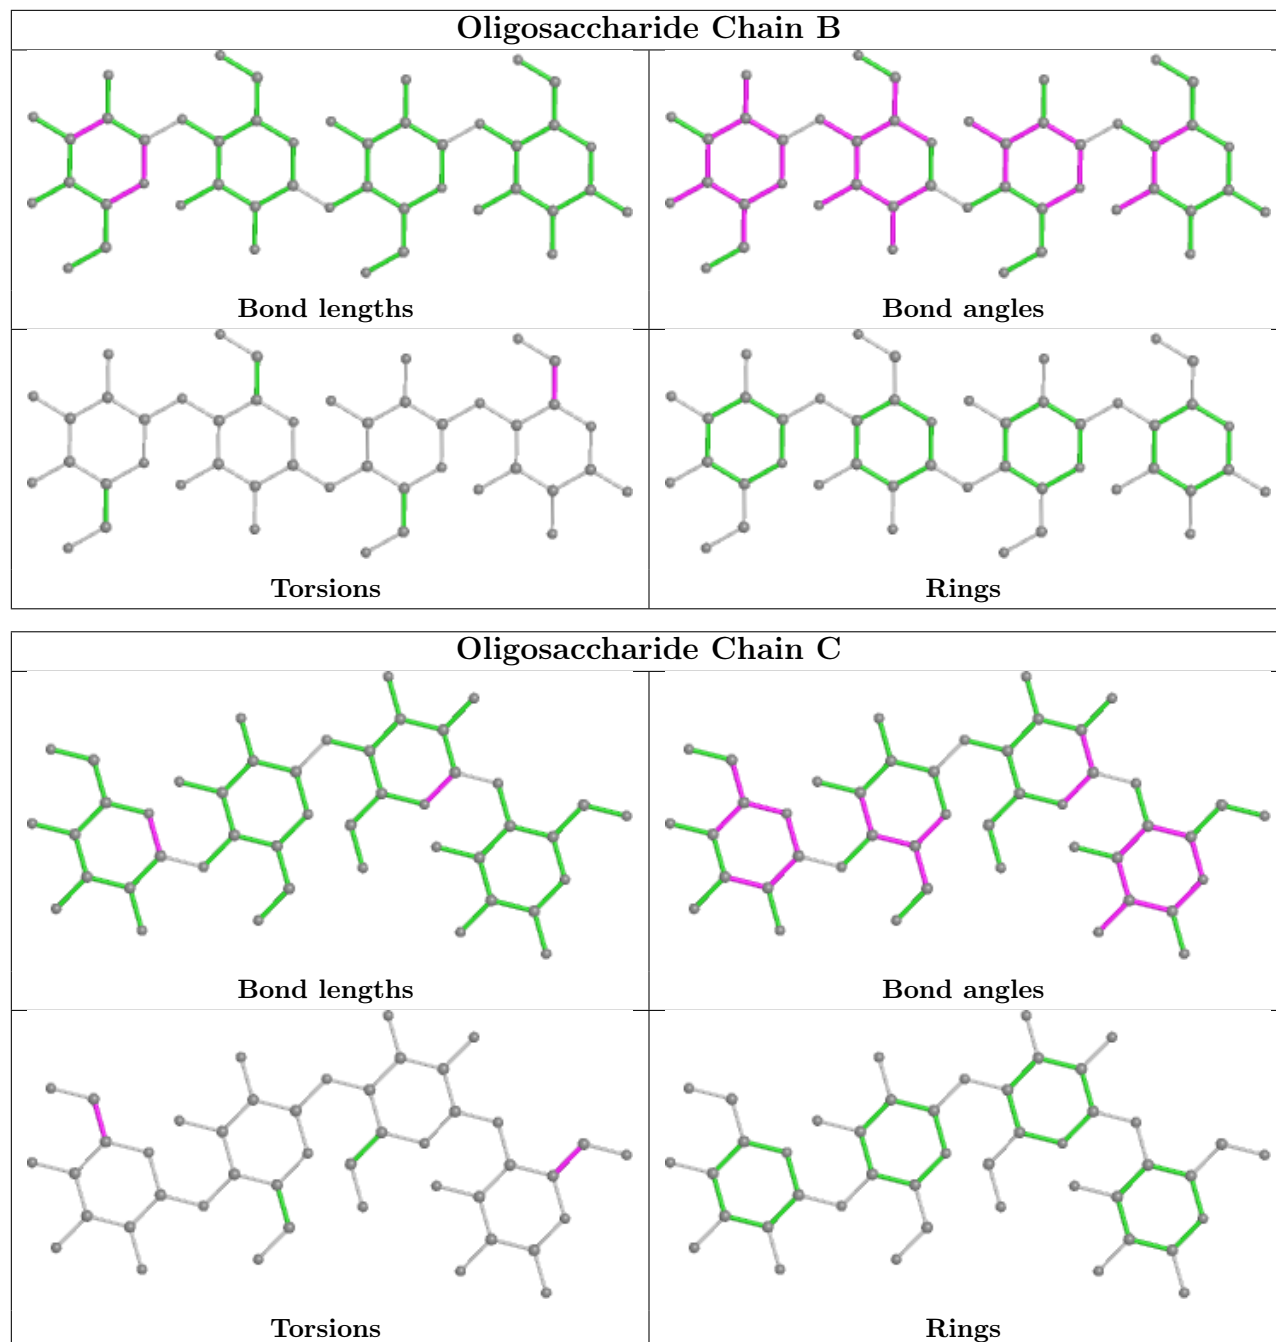 Oligosaccharide Chain B
Bond lengths
Bond angles
Torsions
Rings
Oligosaccharide Chain C
Bond lengths
Bond angles
Torsions
Rings